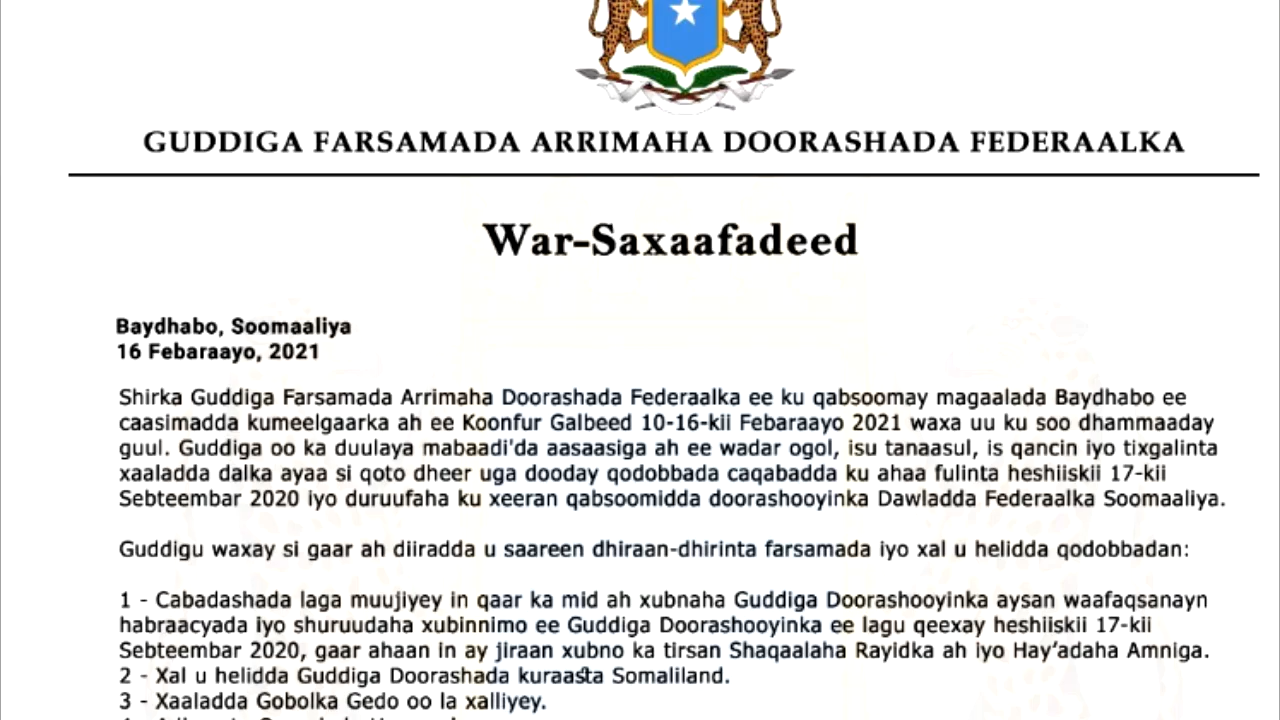 GUDDIGA FARSAMADA ARRIMAHA DOORASHADA FEDERAALKA
War-Saxaafadeed
Baydhabo, Soomaaliya
16 Febaraayo, 2021
Shirka Guddiga Farsamada Arrimaha Doorashada Federaalka ee ku qabsoomay magaalada Baydhabo ee
caasimadda kumeelgaarka ah ee Koonfur Galbeed 10-16-kii Febaraayo 2021 waxa uu ku soo dhammaaday
guul. Guddiga oo ka duulaya mabaadi'da aasaasiga ah ee wadar ogol, isu tanaasul, is qancin iyo tixgalinta
xaaladda dalka ayaa si qoto dheer uga dooday qodobbada caqabadda ku ahaa fulinta heshiiskii 17-kii
Sebteembar 2020 iyo duruufaha ku xeeran qabsoomidda doorashooyinka Dawladda Federaalka Soomaaliya.
Guddigu waxay si gaar ah diiradda u saareen dhiraan-dhirinta farsamada iyo xal u helidda qodobbadan:
1 - Cabadashada laga muujiyey in qaar ka mid ah xubnaha Guddiga Doorashooyinka aysan waafaqsanayn
habraacyada iyo shuruudaha xubinnimo ee Guddiga Doorashooyinka ee lagu qeexay heshiiskii 17-kii
Sebteembar 2020, gaar ahaan in ay jiraan xubno ka tirsan Shaqaalaha Rayidka ah iyo Hay'adaha Amniga.
2 - Xal u helidda Guddiga Doorashada kuraasta Somaliland.
3 - Xaaladda Gobolka Gedo oo la xalliyey.